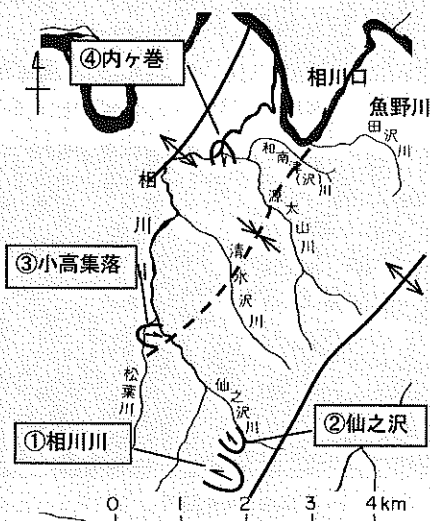 ④内ヶ巻
相川口
魚野川
田沢川
和南津沢川
相川川
源太山川
清水沢川
③小高集落
松葉川
仙之沢川
②仙之沢
①相川川
0 1 2 3 4km